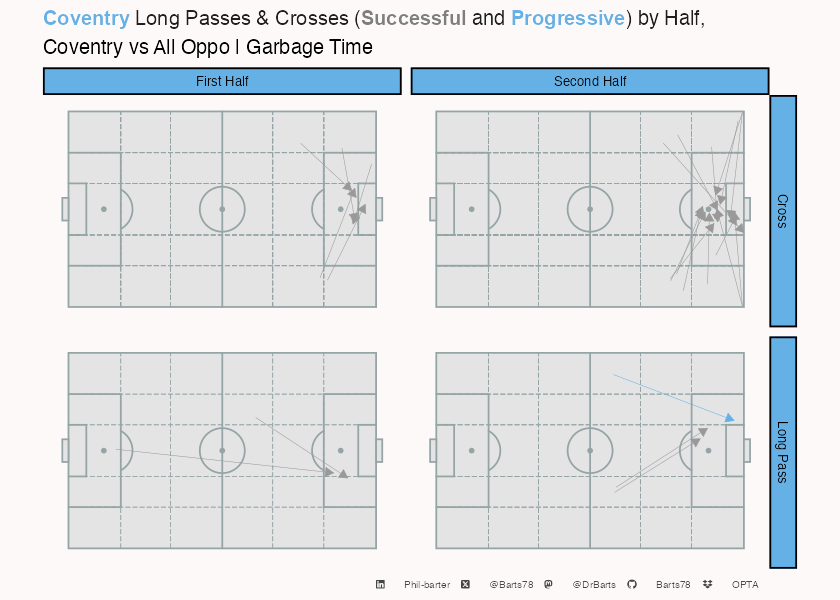 Coventry Long Passes & Crosses (Successful and Progressive) by Half,
Coventry vs All Oppo I Garbage Time
First Half
Second Half
Cross
Long Pass
Phil-barter @Barts78 @DrBarts Barts78 OPTA